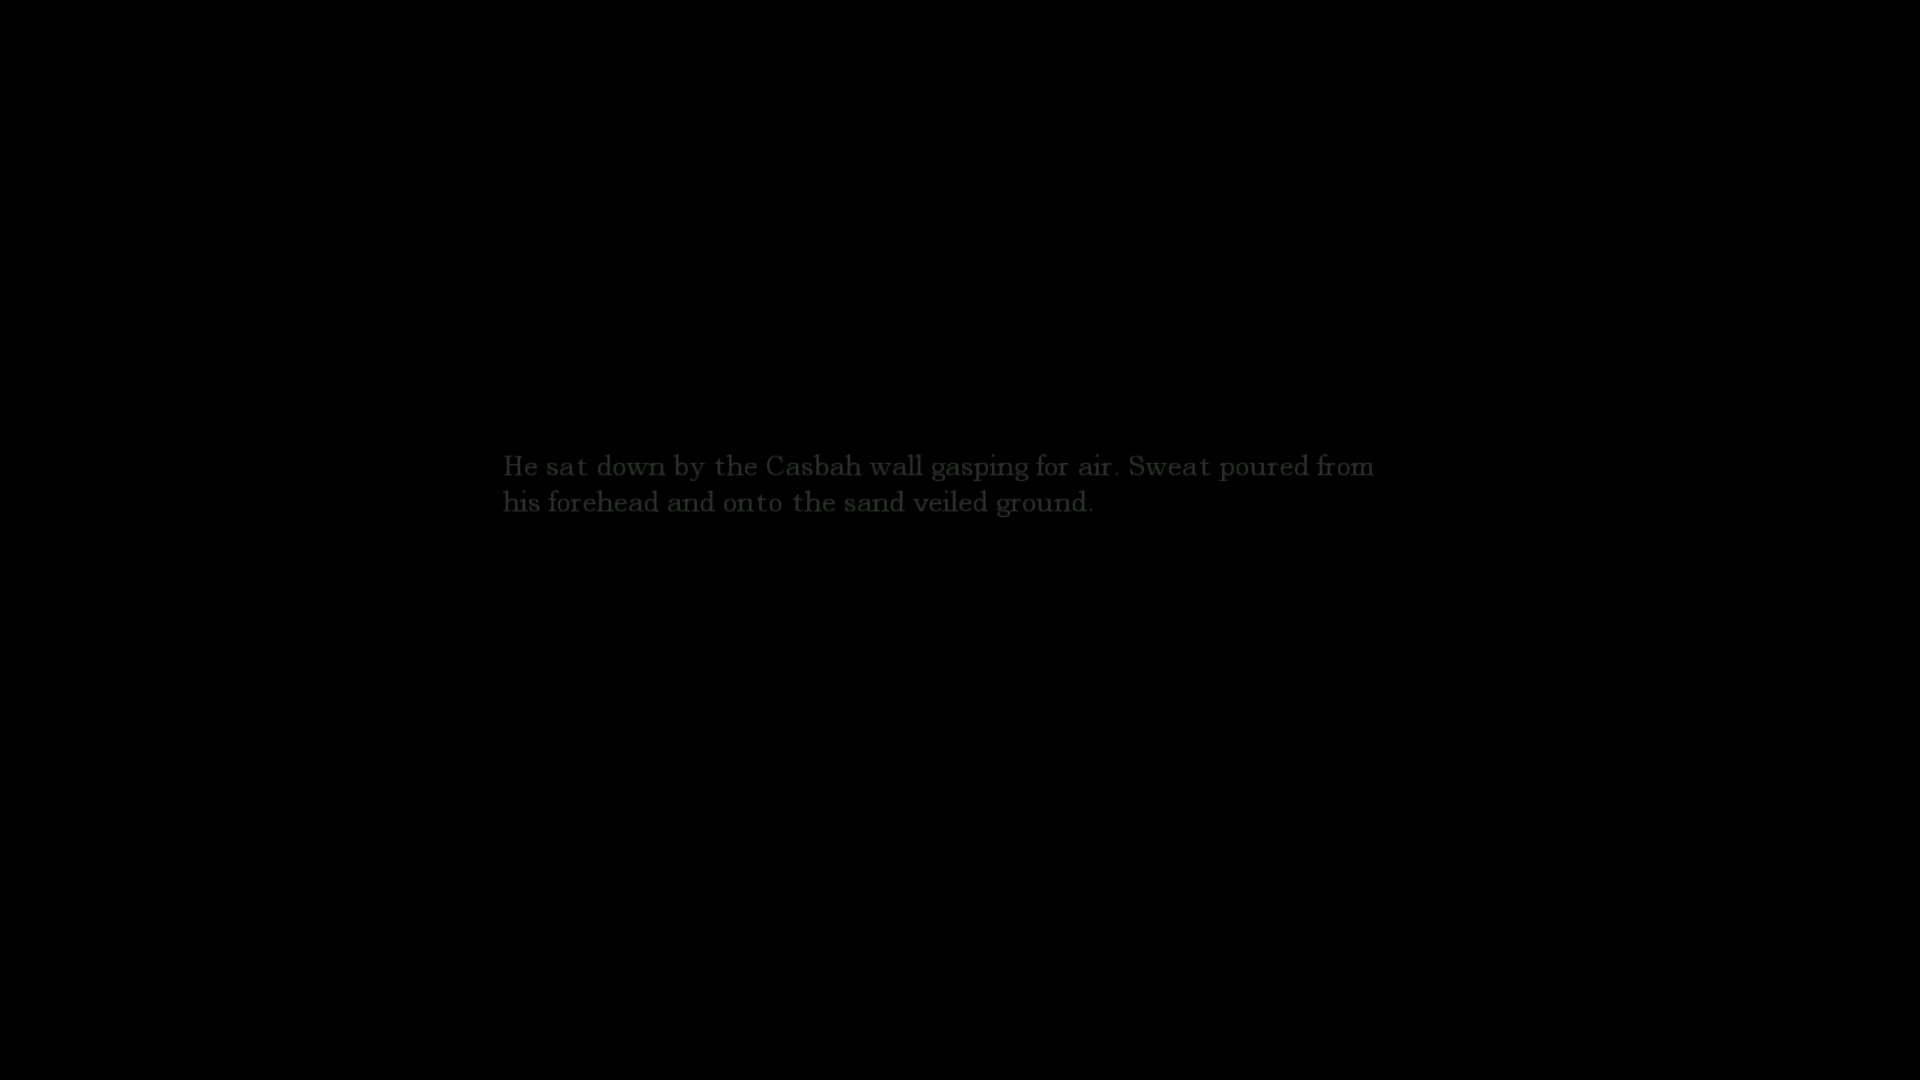 He sat down by the Casbah wall gasping for air. Sweat poured from
his forehead and onto the sand veiled ground.